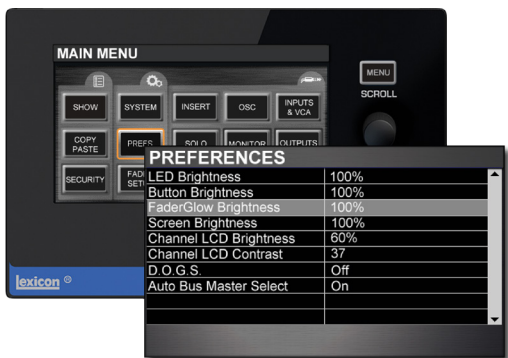 MAIN MENU
MENU
SCROLL
SHOW
SYSTEM
INSERT
OSC
INPUTS
& VCA
COPY
PASTE
PREFS
SOLO
MONITOR
OUTPUTS
SECURITY
PREFERENCES
LED Brightness 100%
Button Brightness 100%
FaderGlow Brightness 100%
Screen Brightness 100%
Channel LCD Brightness 60%
Channel LCD Contrast 37
D.O.G.S. Off
Auto Bus Master Select On
lexicon ®